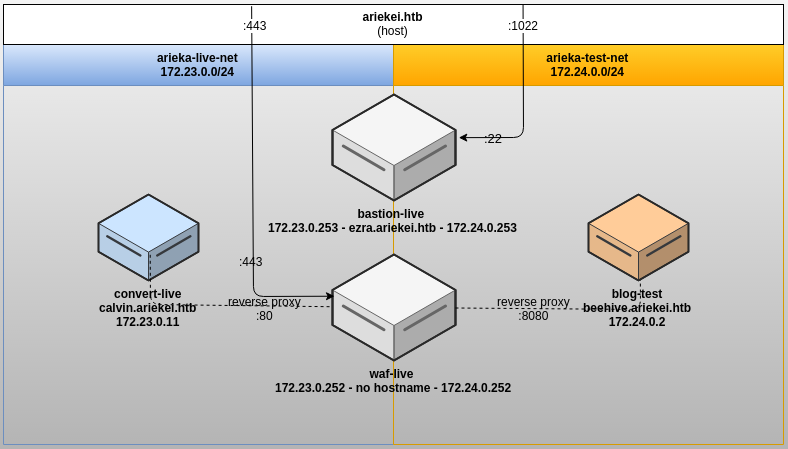 ariekei.htb
(host)
:443
:1022
arieka-live-net
172.23.0.0/24
arieka-test-net
172.24.0.0/24
:22
bastion-live
172.23.0.253 - ezra.ariekei.htb - 172.24.0.253
:443
convert-live
calvin.ariekei.htb
172.23.0.11
reverse proxy
:80
reverse proxy
:8080
blog-test
beehive.ariekei.htb
172.24.0.2
waf-live
172.23.0.252 - no hostname - 172.24.0.252